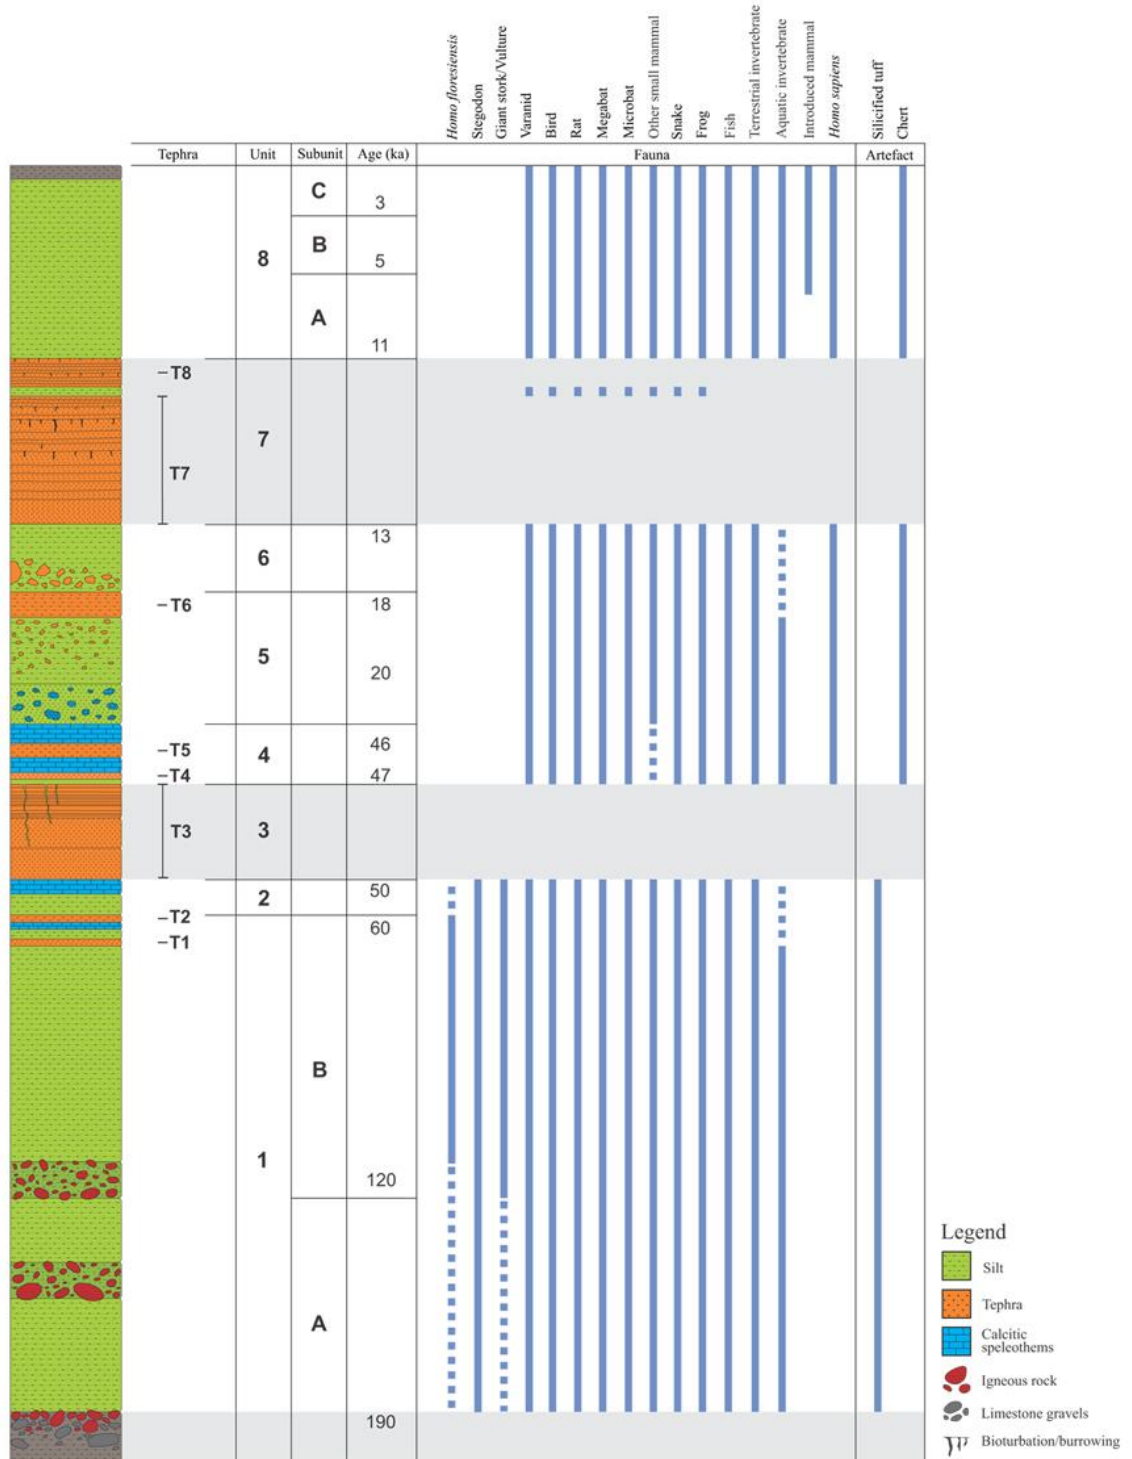 Homo floresiensis
Stegodon
Giant stork/Vulture
Varanid
Bird
Rat
Megabat
Microbat
Other small mammal
Snake
Frog
Fish
Terrestrial invertebrate
Aquatic invertebrate
Introduced mammal
Homo sapiens
Silicified tuff
Chert
Tephra Unit Subunit Age (ka) Fauna Artefact
C
3
B
8
5
A
11
T8
7
T7
13
6
T6 18
5
20
T5 46
4
T4 47
T3 3
50
2
T2
60
T1
B
1
120
A
190
Legend
Silt
Tephra
Calcitic
speleothems
Igneous rock
Limestone gravels
Bioturbation/burrowing